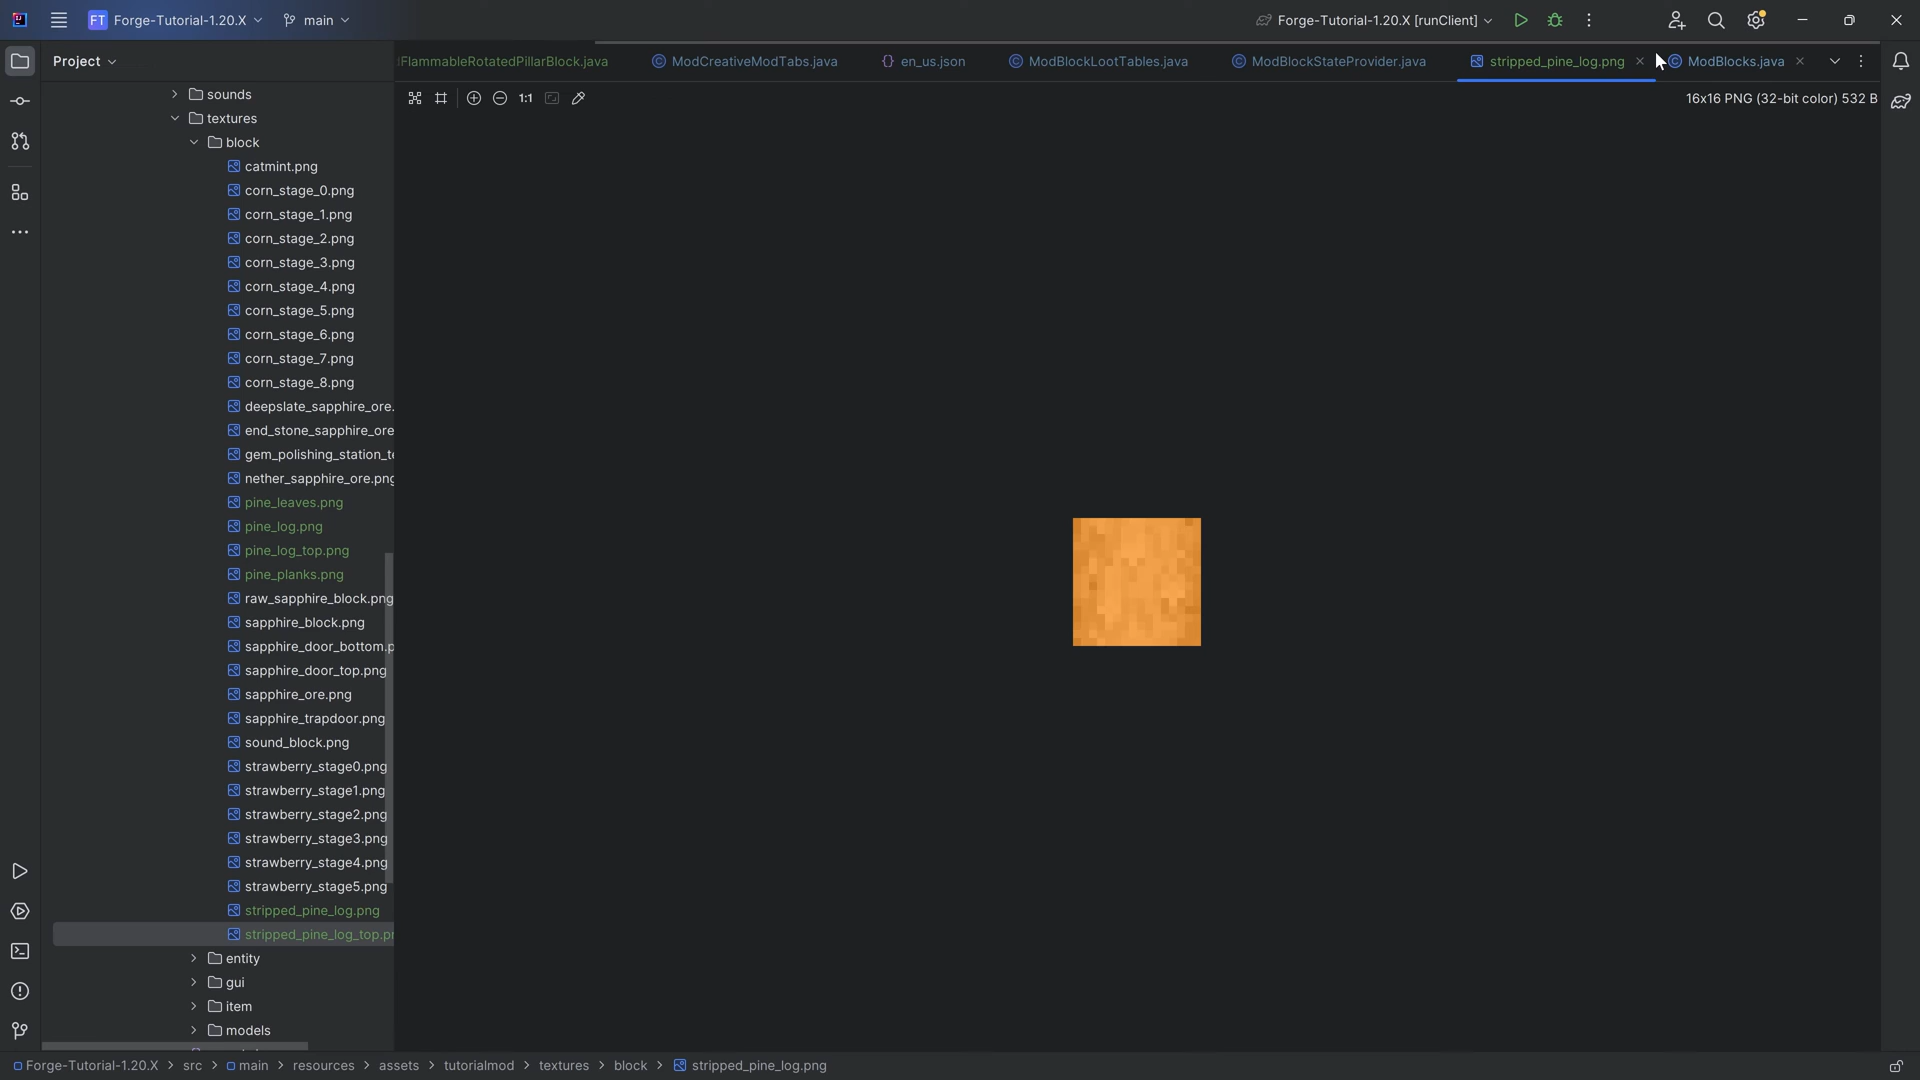 FT Forge-Tutorial-1.20.X main Forge-Tutorial-1.20.X [runClient]
Project FlammableRotatedPillarBlock.java ModCreativeModTabs.java en_us.json ModBlockLootTables.java ModBlockStateProvider.java stripped_pine_log.png ModBlocks.java
1:1 16x16 PNG (32-bit color) 532 B
sounds
textures
block
catmint.png
corn_stage_0.png
corn_stage_1.png
corn_stage_2.png
corn_stage_3.png
corn_stage_4.png
corn_stage_5.png
corn_stage_6.png
corn_stage_7.png
corn_stage_8.png
deepslate_sapphire_ore.
end_stone_sapphire_ore
gem_polishing_station_t
nether_sapphire_ore.png
pine_leaves.png
pine_log.png
pine_log_top.png
pine_planks.png
raw_sapphire_block.png
sapphire_block.png
sapphire_door_bottom.p
sapphire_door_top.png
sapphire_ore.png
sapphire_trapdoor.png
sound_block.png
strawberry_stage0.png
strawberry_stage1.png
strawberry_stage2.png
strawberry_stage3.png
strawberry_stage4.png
strawberry_stage5.png
stripped_pine_log.png
stripped_pine_log_top.p
entity
gui
item
models
Forge-Tutorial-1.20.X > src > main > resources > assets > tutorialmod > textures > block > stripped_pine_log.png